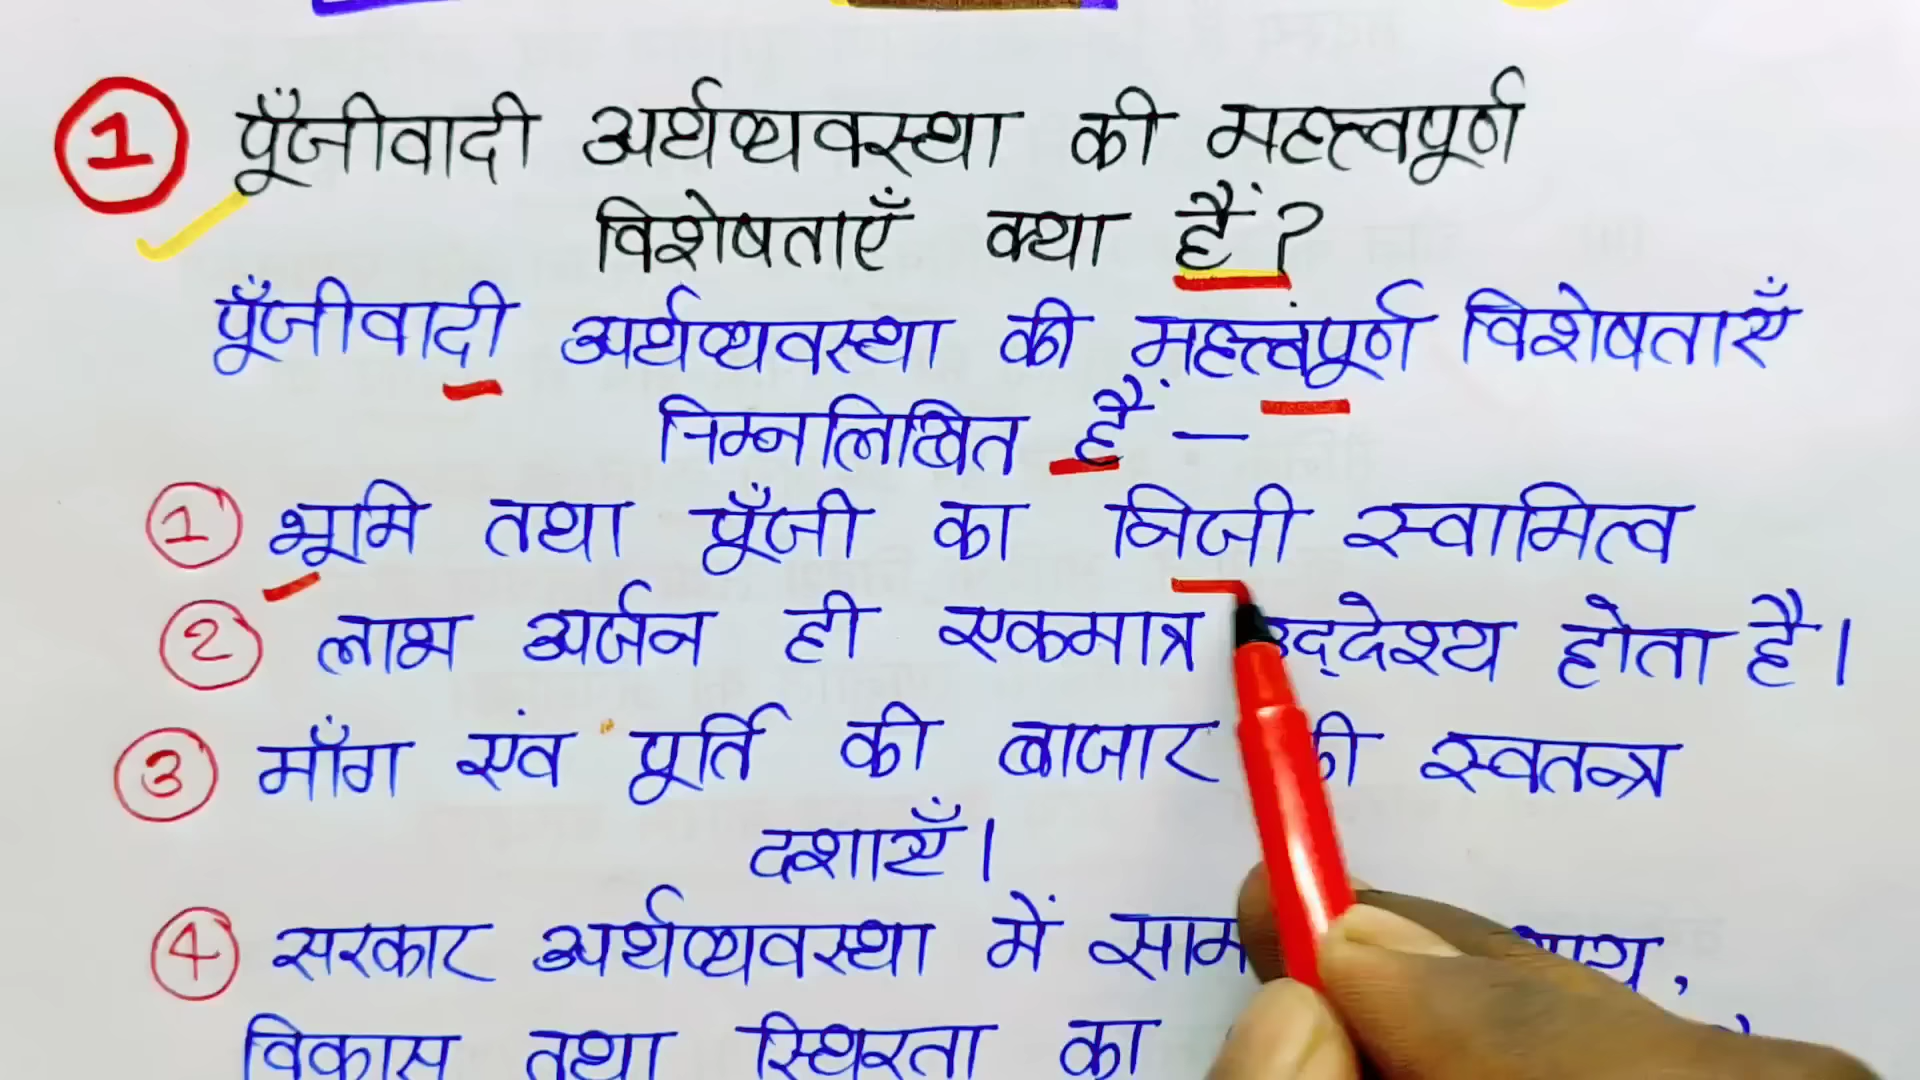 1 पूँजीवादी अर्थव्यवस्था की महत्त्वपूर्ण
विशेषताएँ क्या हैं?
पूँजीवादी अर्थव्यवस्था की महत्त्वपूर्ण विशेषताएँ
निम्नलिखित हैं –
1 भूमि तथा पूँजी का निजी स्वामित्व
2 लाभ अर्जन ही एकमात्र उद्देश्य होता है।
3 माँग एंव पूर्ति की बाजार की स्वतन्त्र
दशाएँ।
4 सरकार अर्थव्यवस्था में
विकास तथा स्थिरता का